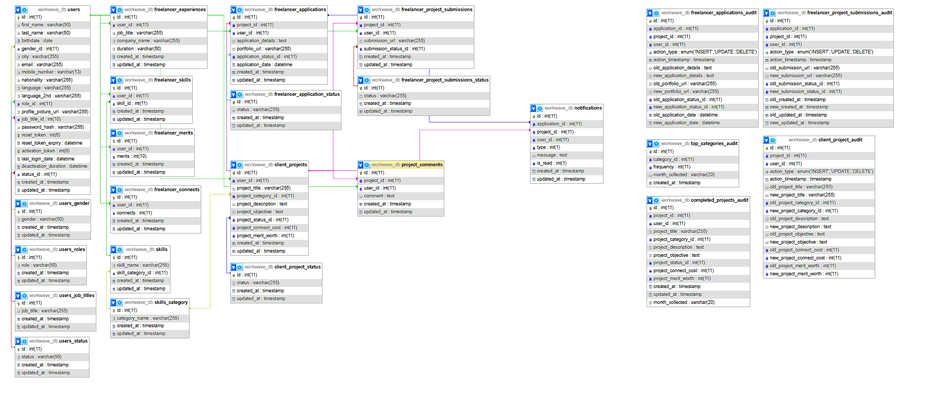 workwave_db users
id : int(11)
first_name : varchar(50)
last_name : varchar(50)
birthdate : date
gender_id : int(11)
city : varchar(255)
email : varchar(255)
mobile_number : varchar(13)
nationality : varchar(255)
language : varchar(255)
language_2nd : varchar(255)
role_id : int(11)
profile_picture_url : varchar(255)
job_title_id : int(11)
password_hash : varchar(255)
reset_token : int(6)
reset_token_expiry : datetime
activation_token : int(6)
last_login_date : datetime
deactivation_duration : datetime
status_id : int(11)
created_at : timestamp
updated_at : timestamp
workwave_db users_gender
id : int(11)
gender : varchar(50)
created_at : timestamp
updated_at : timestamp
workwave_db users_roles
id : int(11)
role : varchar(50)
created_at : timestamp
updated_at : timestamp
workwave_db users_job_titles
id : int(11)
job_title : varchar(255)
created_at : timestamp
updated_at : timestamp
workwave_db users_status
id : int(11)
status : varchar(50)
created_at : timestamp
updated_at : timestamp
workwave_db freelancer_experiences
id : int(11)
user_id : int(11)
job_title : varchar(255)
company_name : varchar(255)
duration : varchar(50)
created_at : timestamp
updated_at : timestamp
workwave_db freelancer_skills
id : int(11)
user_id : int(11)
skill_id : int(11)
created_at : timestamp
updated_at : timestamp
workwave_db freelancer_merits
id : int(11)
user_id : int(11)
merits : int(10)
created_at : timestamp
updated_at : timestamp
workwave_db freelancer_connects
id : int(11)
user_id : int(11)
connects : int(11)
created_at : timestamp
updated_at : timestamp
workwave_db skills
id : int(11)
skill_name : varchar(255)
skill_category_id : int(11)
created_at : timestamp
updated_at : timestamp
workwave_db skills_category
id : int(11)
category_name : varchar(255)
created_at : timestamp
updated_at : timestamp
workwave_db freelancer_applications
id : int(11)
project_id : int(11)
user_id : int(11)
application_details : text
portfolio_url : varchar(255)
application_status_id : int(11)
application_date : datetime
created_at : timestamp
updated_at : timestamp
workwave_db freelancer_application_status
id : int(11)
status : varchar(255)
created_at : timestamp
updated_at : timestamp
workwave_db client_projects
id : int(11)
user_id : int(11)
project_title : varchar(255)
project_category_id : int(11)
project_description : text
project_objective : text
project_status_id : int(11)
project_connect_cost : int(11)
project_merit_worth : int(11)
created_at : timestamp
updated_at : timestamp
workwave_db client_project_status
id : int(11)
status : varchar(255)
created_at : timestamp
updated_at : timestamp
workwave_db freelancer_project_submissions
id : int(11)
project_id : int(11)
user_id : int(11)
submission_url : varchar(255)
submission_status_id : int(11)
created_at : timestamp
updated_at : timestamp
workwave_db freelancer_project_submissions_status
id : int(11)
status : varchar(255)
created_at : timestamp
updated_at : timestamp
workwave_db project_comments
id : int(11)
project_id : int(11)
user_id : int(11)
comment : text
created_at : timestamp
updated_at : timestamp
workwave_db notifications
id : int(11)
application_id : int(11)
project_id : int(11)
user_id : int(11)
type : int(11)
message : text
is_read : int(1)
created_at : timestamp
updated_at : timestamp
workwave_db freelancer_applications_audit
id : int(11)
application_id : int(11)
project_id : int(11)
user_id : int(11)
action_type : enum('INSERT','UPDATE','DELETE')
action_timestamp : timestamp
old_application_details : text
new_application_details : text
old_portfolio_url : varchar(255)
new_portfolio_url : varchar(255)
old_application_status_id : int(11)
new_application_status_id : int(11)
old_application_date : datetime
new_application_date : datetime
workwave_db top_categories_audit
id : int(11)
category_id : int(11)
frequency : int(11)
month_collected : varchar(20)
created_at : timestamp
workwave_db completed_projects_audit
id : int(11)
project_id : int(11)
user_id : int(11)
project_title : varchar(255)
project_category_id : int(11)
project_description : text
project_objective : text
project_status_id : int(11)
project_connect_cost : int(11)
project_merit_worth : int(11)
created_at : timestamp
updated_at : timestamp
month_collected : varchar(20)
workwave_db freelancer_project_submissions_audit
id : int(11)
application_id : int(11)
project_id : int(11)
user_id : int(11)
action_type : enum('INSERT','UPDATE','DELETE')
action_timestamp : timestamp
old_submission_url : varchar(255)
new_submission_url : varchar(255)
old_submission_status_id : int(11)
new_submission_status_id : int(11)
old_created_at : timestamp
new_created_at : timestamp
old_updated_at : timestamp
new_updated_at : timestamp
workwave_db client_project_audit
id : int(11)
project_id : int(11)
user_id : int(11)
action_type : enum('INSERT','UPDATE','DELETE')
action_timestamp : timestamp
old_project_title : varchar(255)
new_project_title : varchar(255)
old_project_category_id : int(11)
new_project_category_id : int(11)
old_project_description : text
new_project_description : text
old_project_objective : text
new_project_objective : text
old_project_connect_cost : int(11)
new_project_connect_cost : int(11)
old_project_merit_worth : int(11)
new_project_merit_worth : int(11)